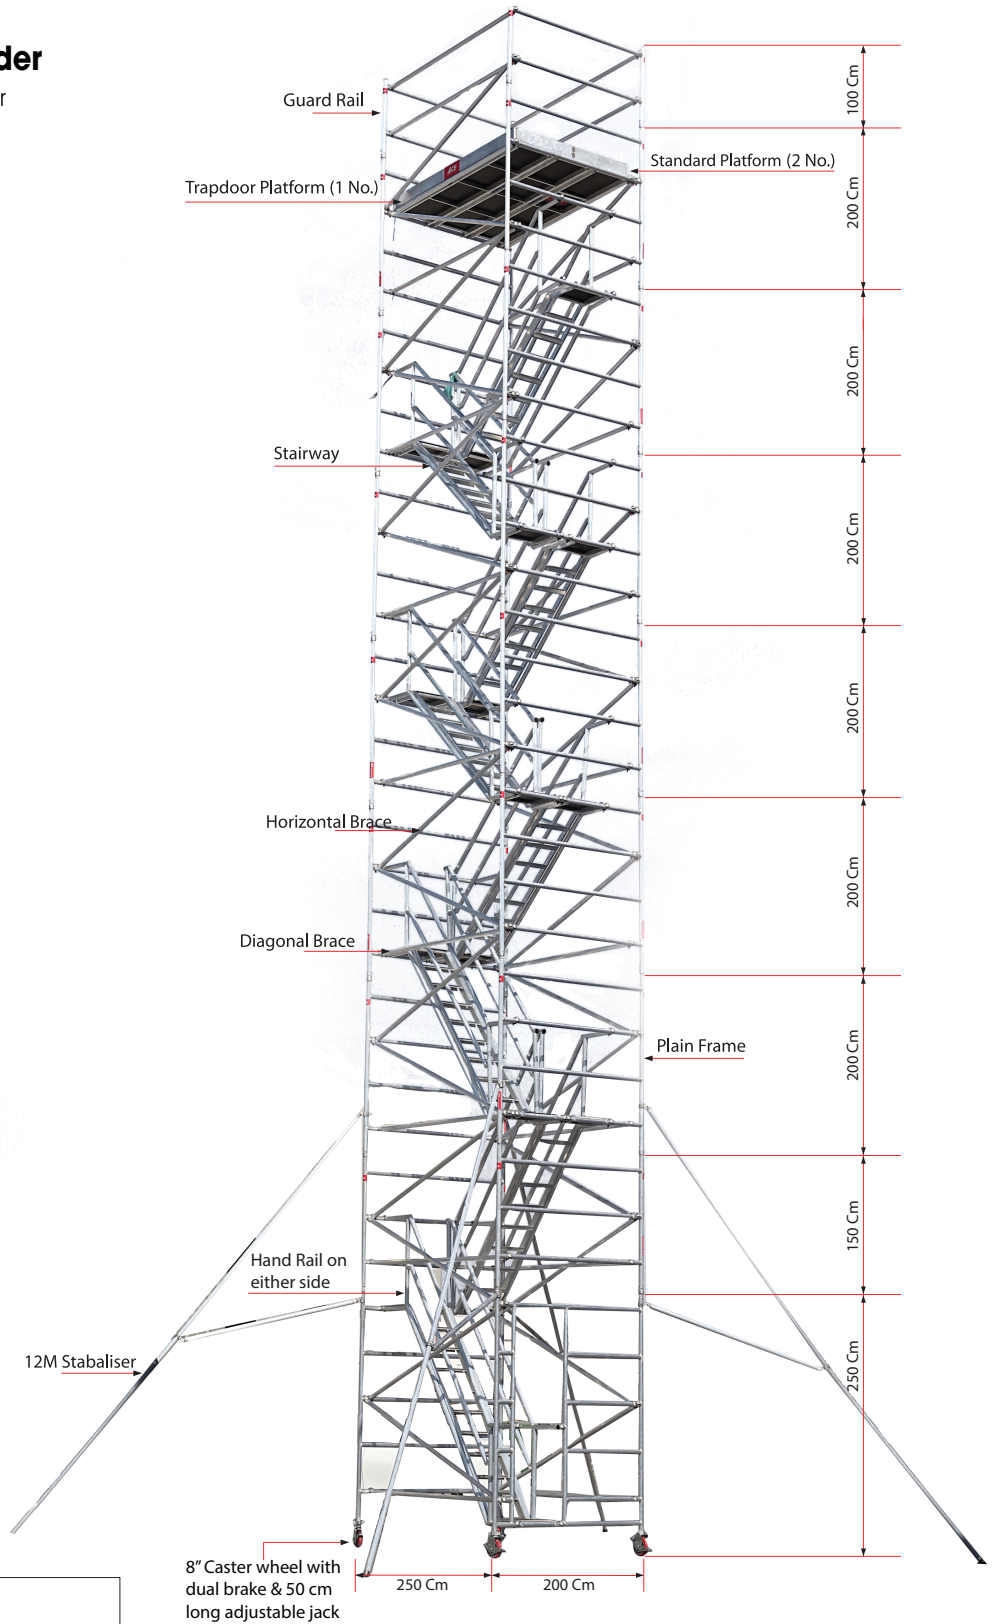 der
r
Guard Rail
100 Cm
Standard Platform (2 No.)
Trapdoor Platform (1 No.)
ACE
200 Cm
200 Cm
Stairway
200 Cm
200 Cm
Horizontal Brace
200 Cm
Diagonal Brace
200 Cm
Plain Frame
150 Cm
Hand Rail on
either side
12M Stabaliser
250 Cm
8" Caster wheel with
dual brake & 50 cm
long adjustable jack
250 Cm
200 Cm